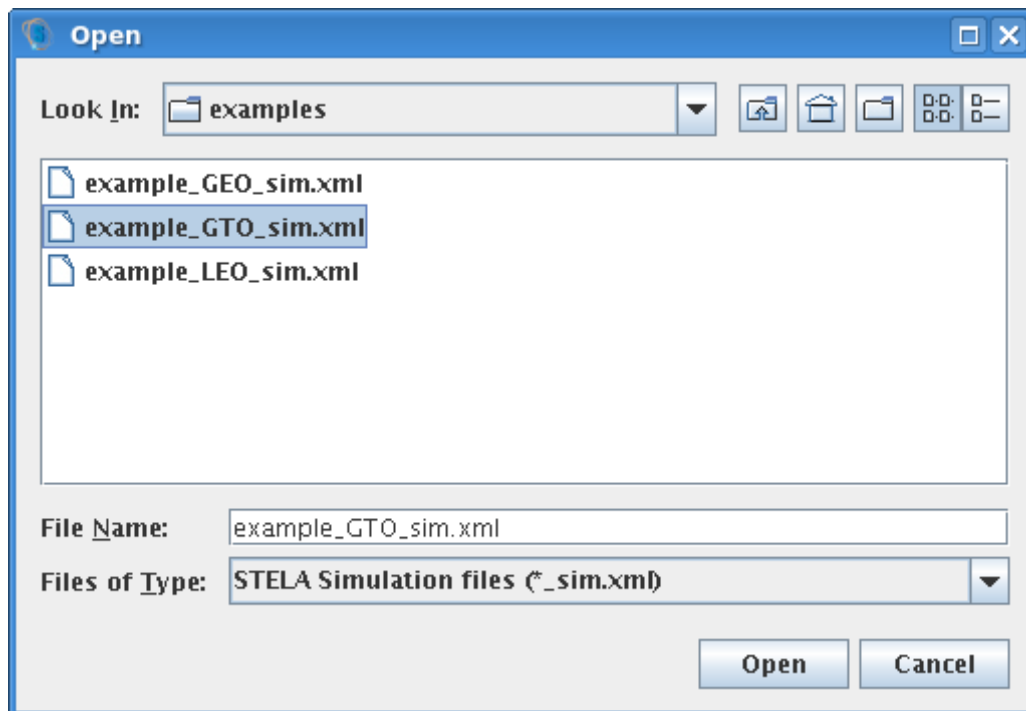 Open
Look In: examples
example_GEO_sim.xml
example_GTO_sim.xml
example_LEO_sim.xml
File Name: example_GTO_sim.xml
Files of Type: STELA Simulation files (*_sim.xml)
Open Cancel